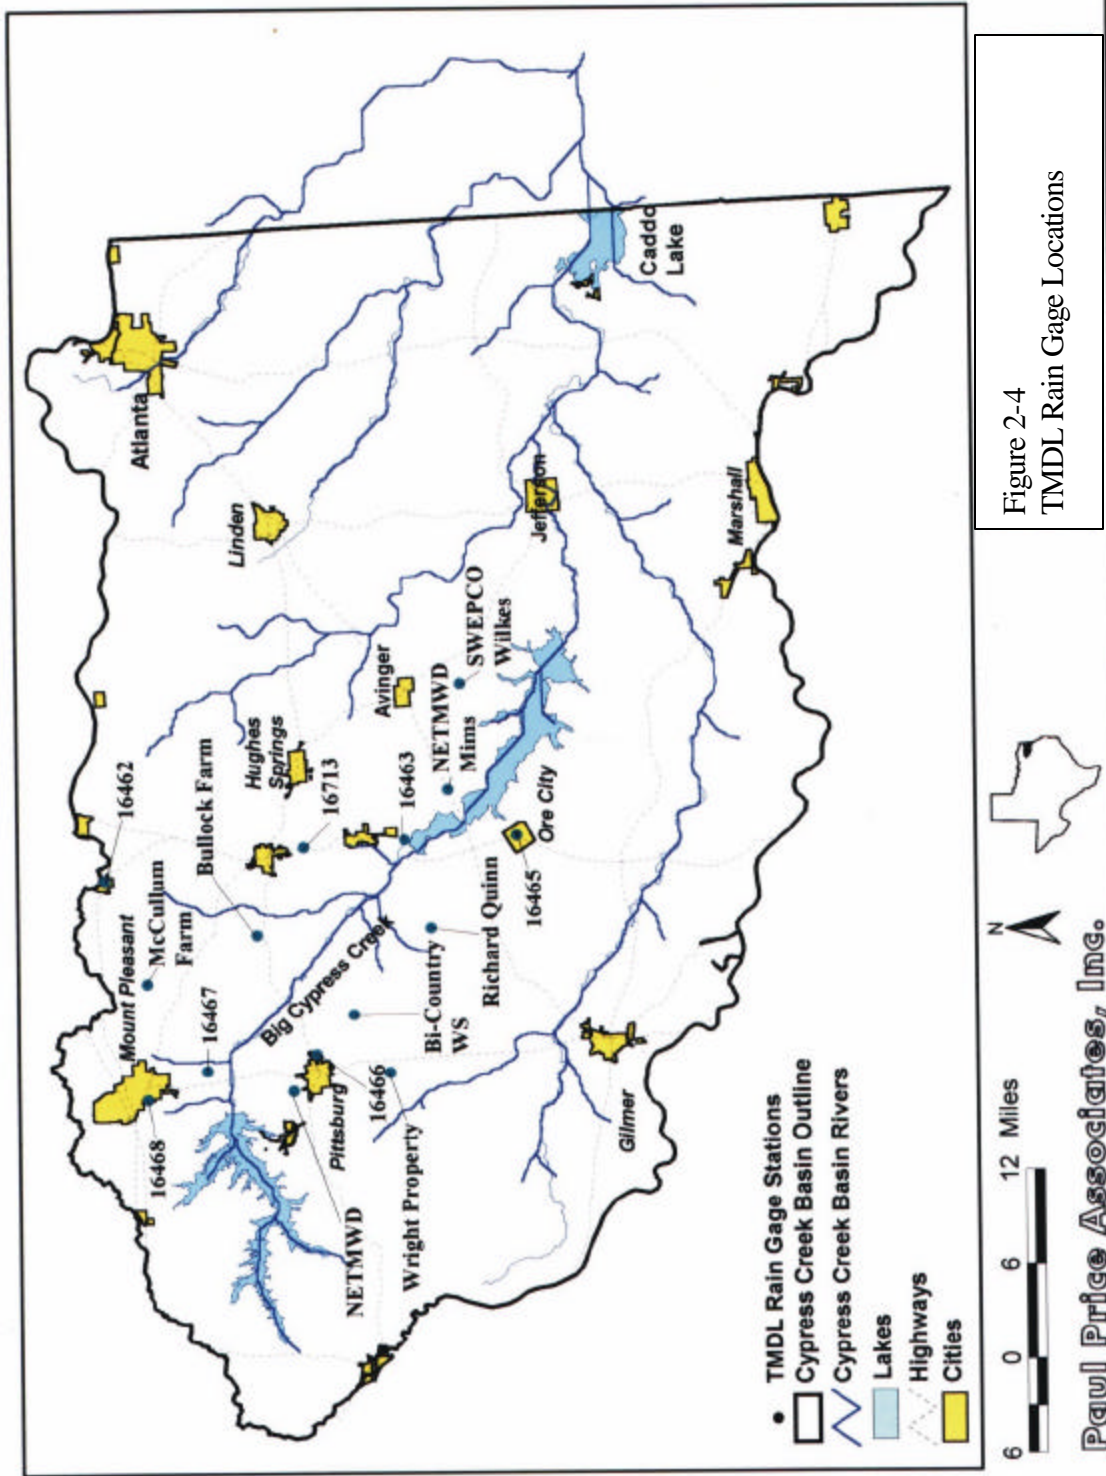 Atlanta
Linden
Caddo
Lake
Jefferson
Marshall
Avinger
Hughes
Springs
SWEPCO
Wilkes
NETMWD
Mims
16462
Bullock Farm
16713
16463
Ore City
16465
Richard Quinn
Mount Pleasant
McCullum
Farm
16467
Big Cypress Creek
Bi-Country
WS
16468
Pittsburg
16466
NETMWD
Wright Property
Gilmer
TMDL Rain Gage Stations
Cypress Creek Basin Outline
Cypress Creek Basin Rivers
Lakes
Highways
Cities
6 0 6 12 Miles
N
Paul Price Associates, Inc.
Figure 2-4
TMDL Rain Gage Locations